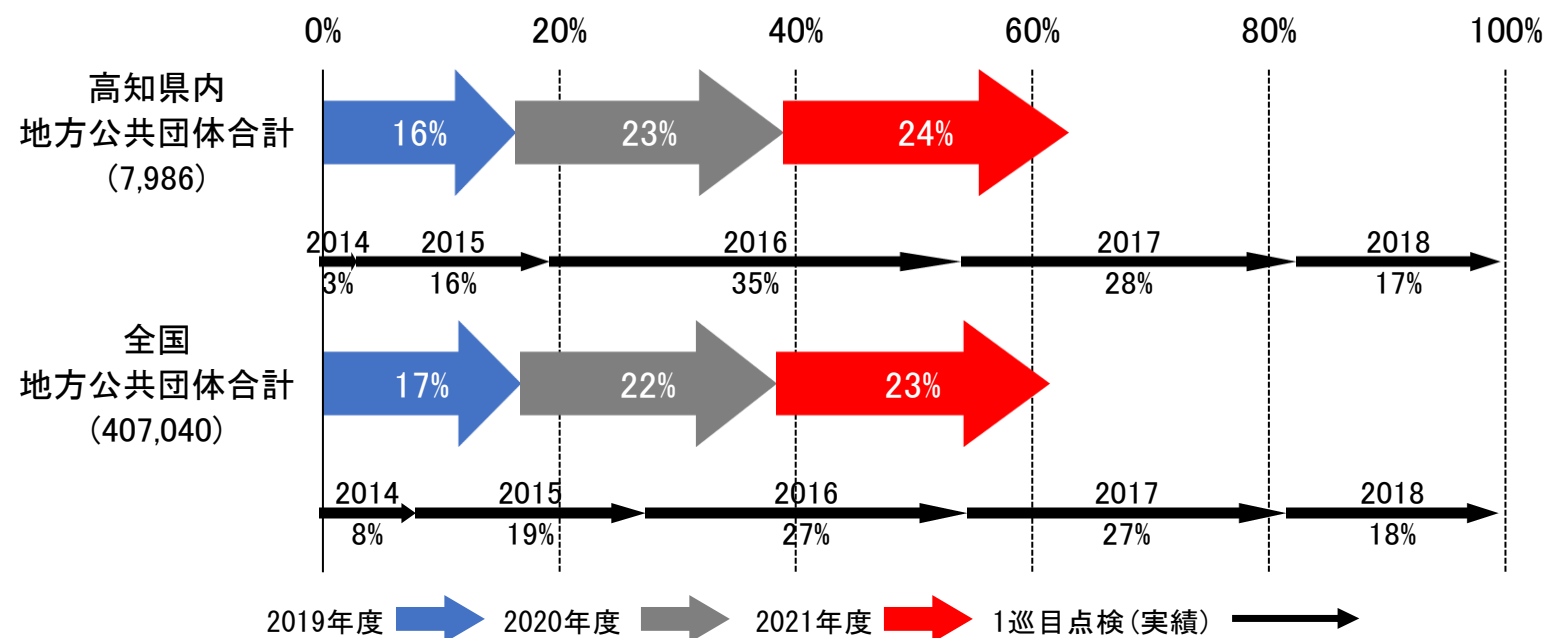 0% 20% 40% 60% 80% 100%
高知県内
地方公共団体合計
(7,986)
16% 23% 24%
2014 2015 2016 2017 2018
3% 16% 35% 28% 17%
全国
地方公共団体合計
(407,040)
17% 22% 23%
2014 2015 2016 2017 2018
8% 19% 27% 27% 18%
2019年度 2020年度 2021年度 1巡目点検(実績)